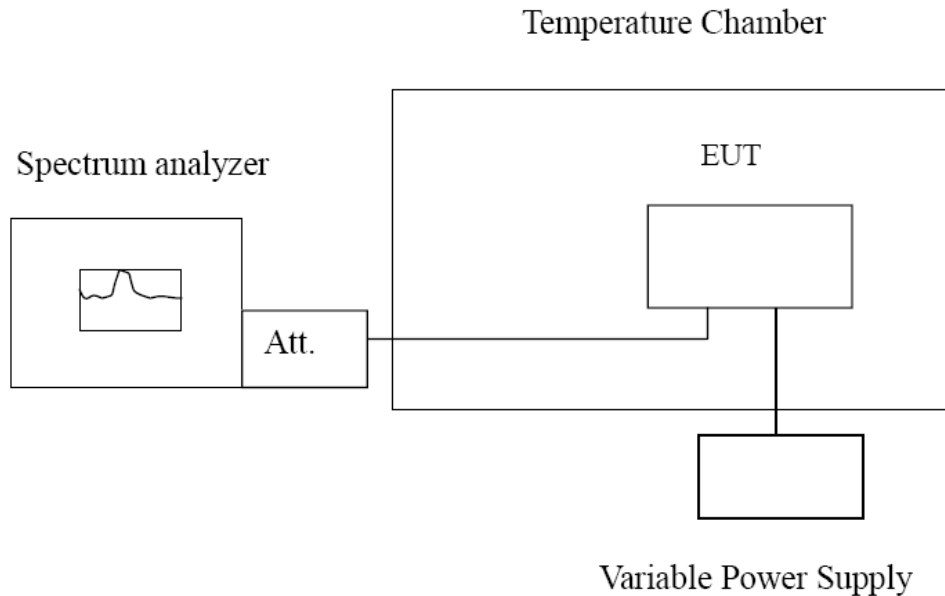 Temperature Chamber
Spectrum analyzer
EUT
Att.
Variable Power Supply